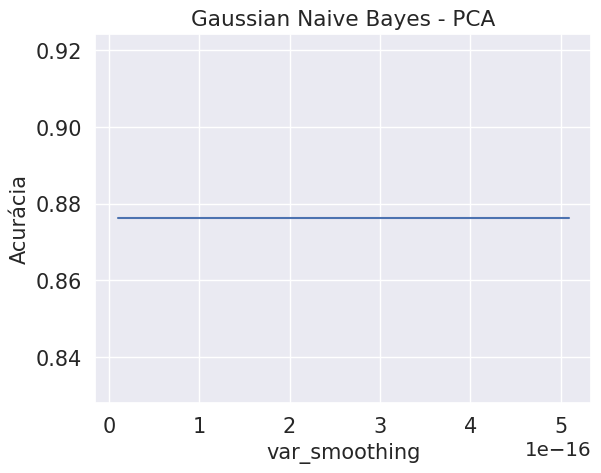 Gaussian Naive Bayes - PCA
0.92
0.90
0.88
0.86
0.84
Acurácia
0 1 2 3 4 5
var_smoothing
1e−16